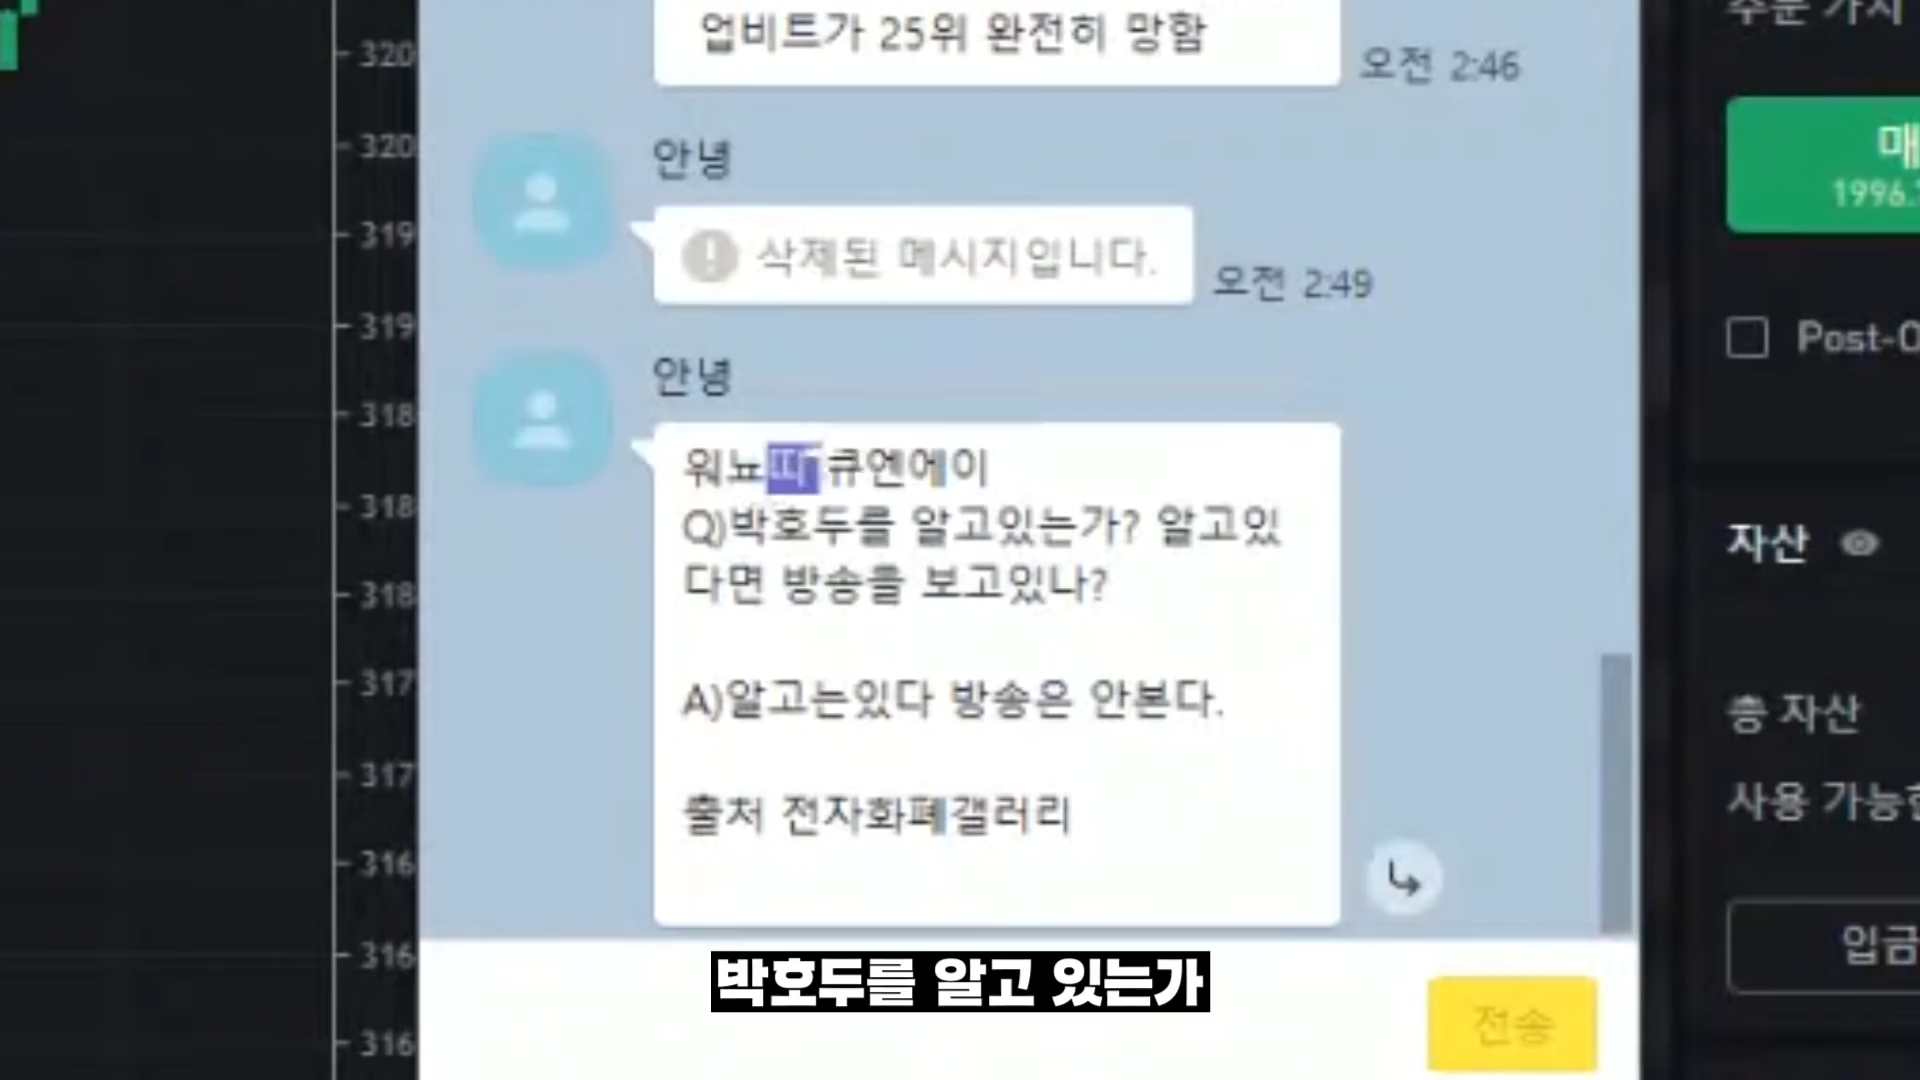 업비트가 25위 완전히 망함
오전 2:46
안녕
삭제된 메시지입니다.
오전 2:49
안녕
워뇨띠 큐엔에이
Q)박호두를 알고있는가? 알고있
다면 방송을 보고있나?
A)알고는있다 방송은 안본다.
출처 전자화폐갤러리
전송
박호두를 알고 있는가
320
320
319
319
318
318
318
317
317
316
316
316
주문 가치
1996.
Post-O
자산
총 자산
사용 가능
입금